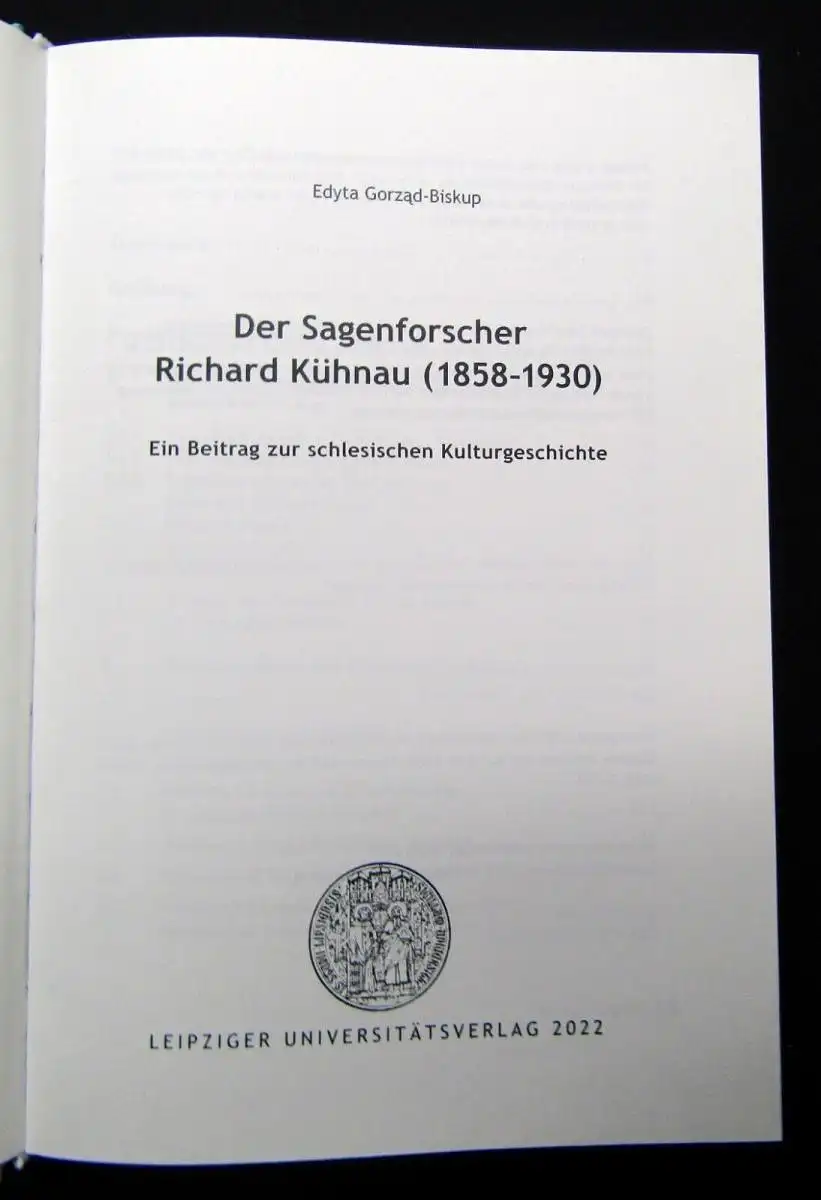 Edyta Gorząd-Biskup
Der Sagenforscher
Richard Kühnau (1858-1930)
Ein Beitrag zur schlesischen Kulturgeschichte
LEIPZIGER UNIVERSITÄTSVERLAG 2022